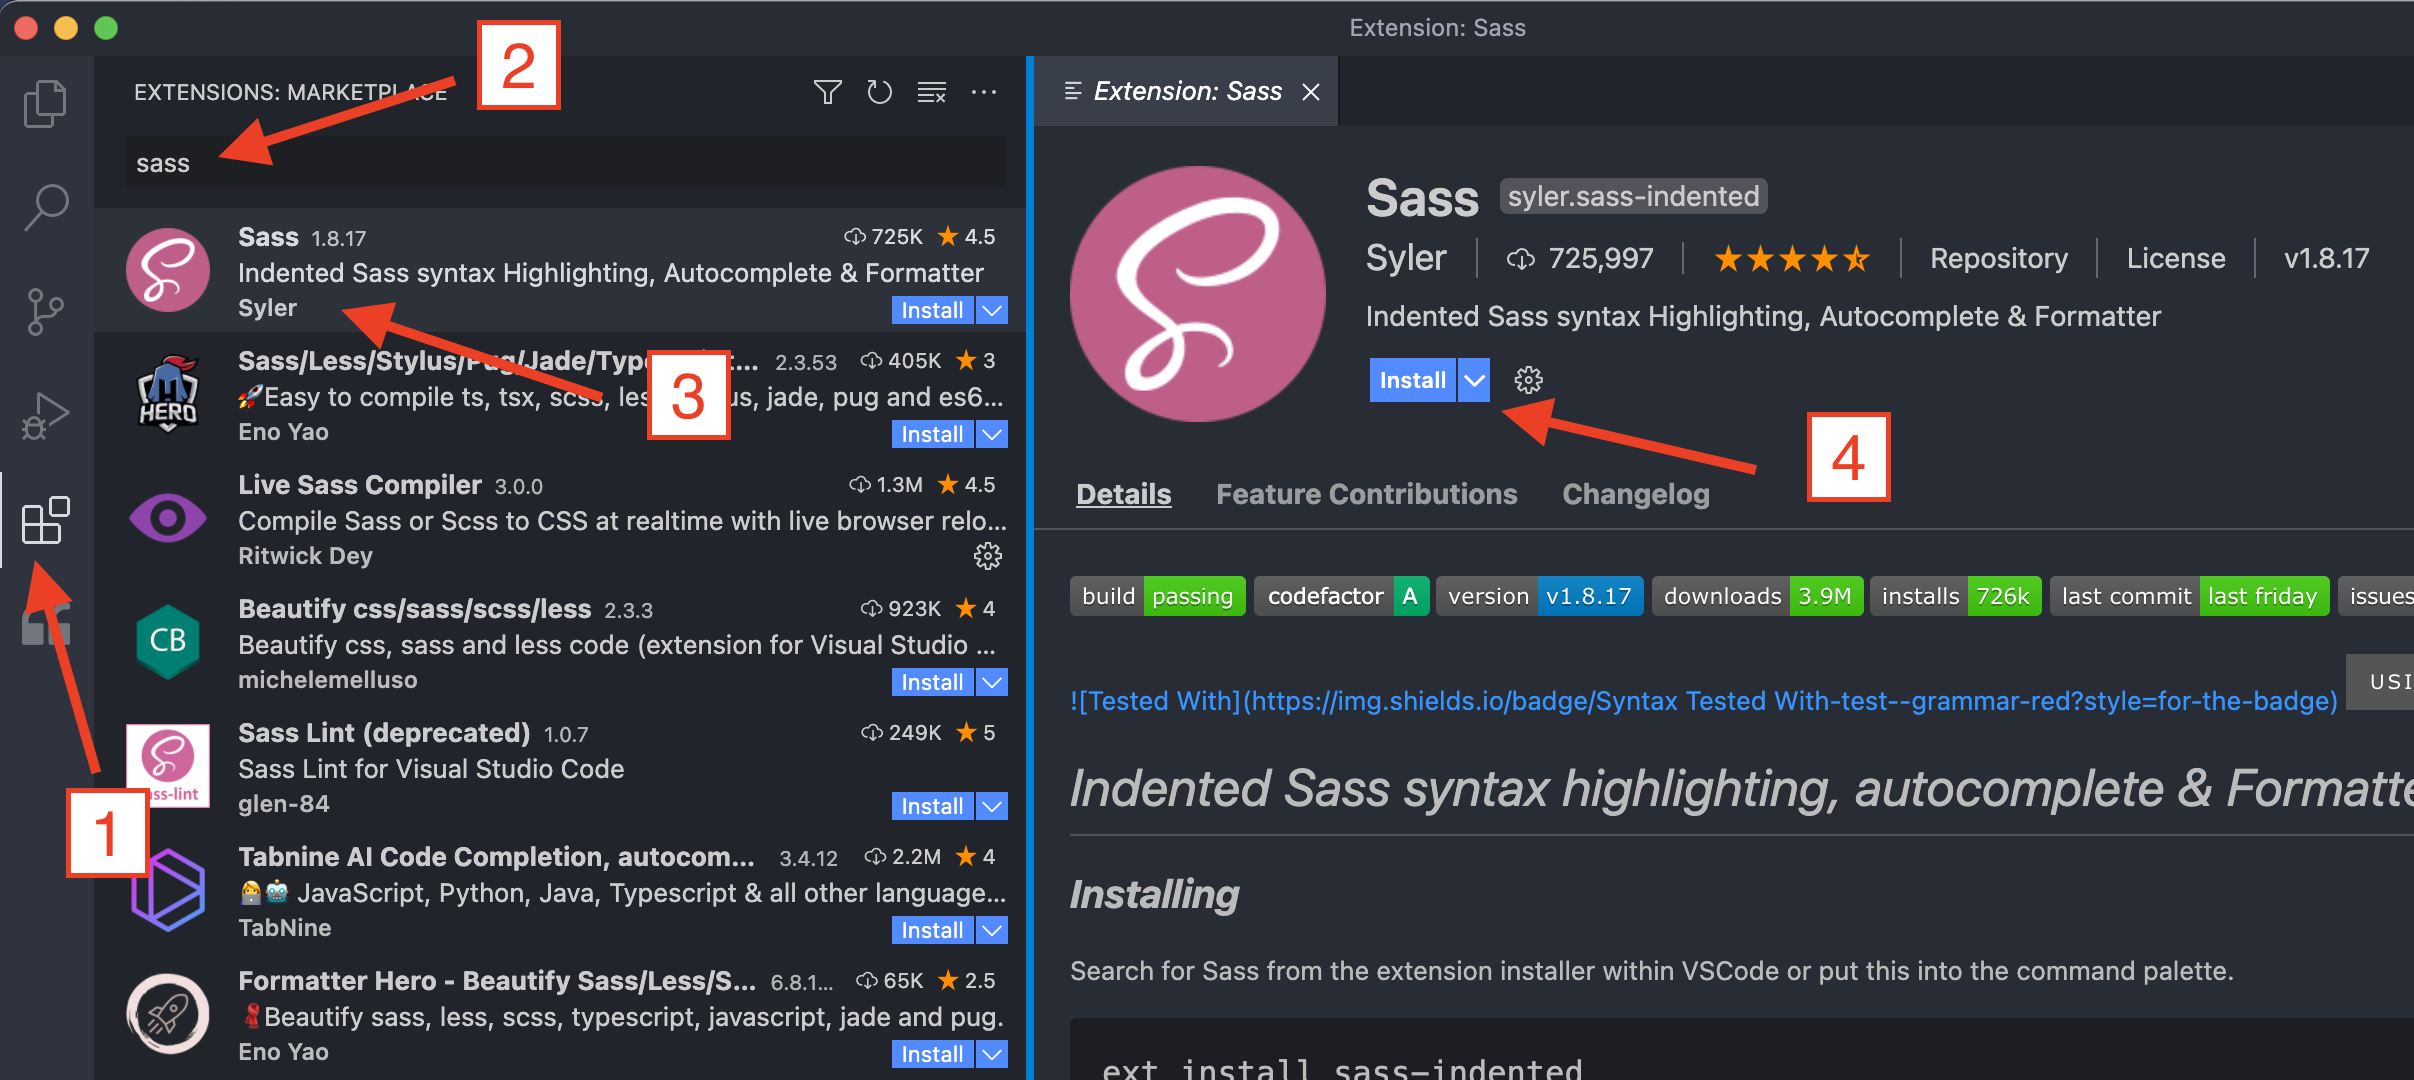 Extension: Sass
2
EXTENSIONS: MARKETPLACE
sass
Sass 1.8.17 725K 4.5
Indented Sass syntax Highlighting, Autocomplete & Formatter
Syler Install
Sass/Less/Stylus/Pug/Jade/Type... 2.3.53 405K 3
Easy to compile ts, tsx, scss, jade, pug and es6...
Eno Yao Install
3
Live Sass Compiler 3.0.0 1.3M 4.5
Compile Sass or Scss to CSS at realtime with live browser relo...
Ritwick Dey
Beautify css/sass/scss/less 2.3.3 923K 4
CB
Beautify css, sass and less code (extension for Visual Studio ...
michelemelluso Install
Sass Lint (deprecated) 1.0.7 249K 5
Sass Lint for Visual Studio Code
glen-84 Install
1
Tabnine AI Code Completion, autocom... 3.4.12 2.2M 4
JavaScript, Python, Java, Typescript & all other language...
TabNine Install
Formatter Hero - Beautify Sass/Less/S... 6.8.1... 65K 2.5
Beautify sass, less, scss, typescript, javascript, jade and pug.
Eno Yao Install
HERO
ss-lint
Extension: Sass
Sass syler.sass-indented
Syler 725,997 Repository License v1.8.17
Indented Sass syntax Highlighting, Autocomplete & Formatter
Install
4
Details Feature Contributions Changelog
build passing codefactor A version v1.8.17 downloads 3.9M installs 726k last commit last friday issues
![Tested With](https://img.shields.io/badge/Syntax Tested With-test--grammar-red?style=for-the-badge) USI
Indented Sass syntax highlighting, autocomplete & Formatte
Installing
Search for Sass from the extension installer within VSCode or put this into the command palette.
ext install sass-indented